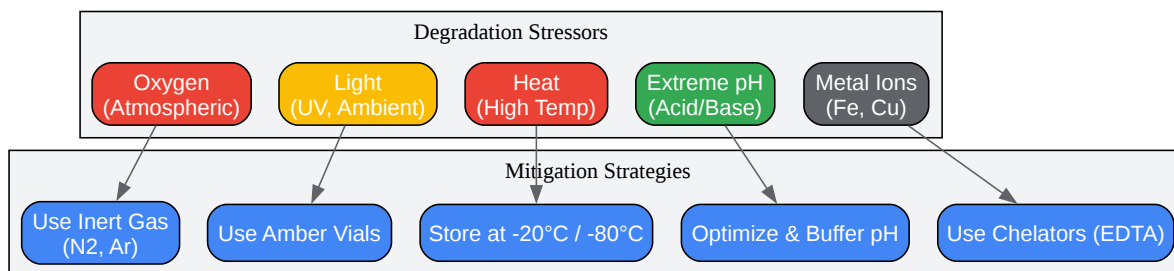 Degradation Stressors
Oxygen
(Atmospheric)
Light
(UV, Ambient)
Heat
(High Temp)
Extreme pH
(Acid/Base)
Metal Ions
(Fe, Cu)
Mitigation Strategies
Use Inert Gas
(N2, Ar)
Use Amber Vials
Store at -20°C / -80°C
Optimize & Buffer pH
Use Chelators (EDTA)